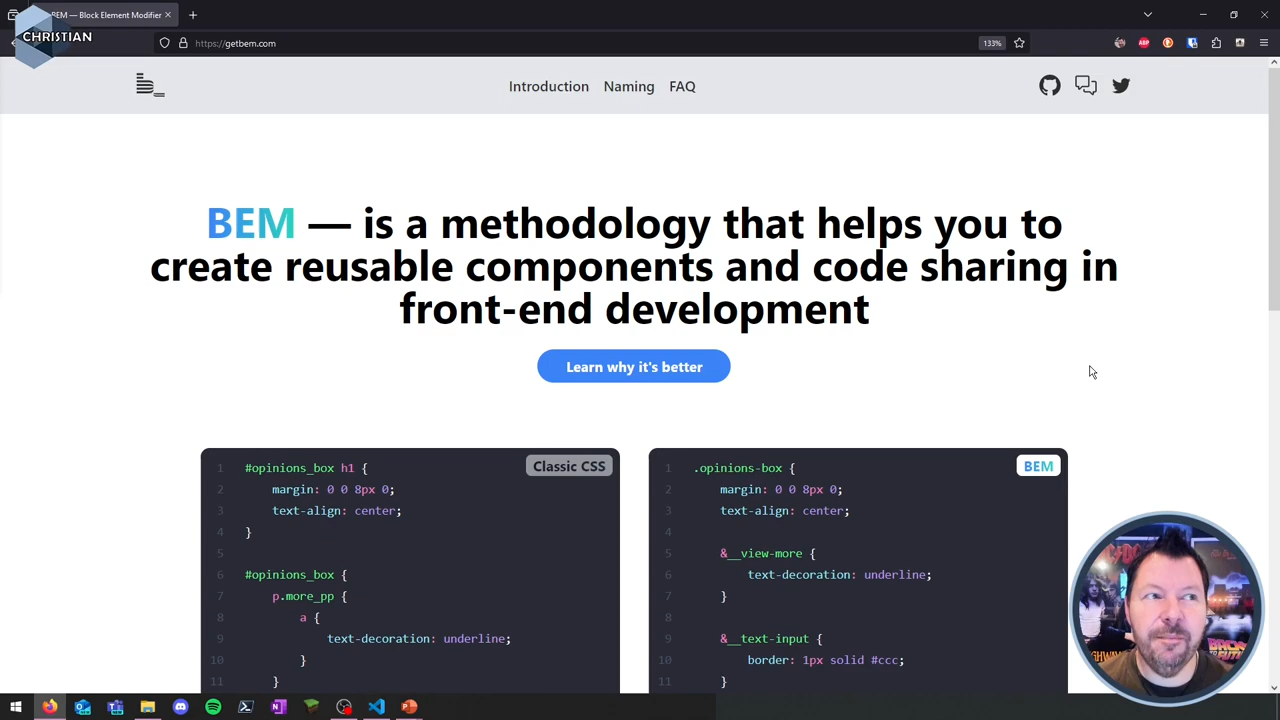 BEM — Block Element Modifier
CHRISTIAN
https://getbem.com
133%
Introduction
Naming
FAQ
BEM — is a methodology that helps you to
create reusable components and code sharing in
front-end development
Learn why it's better
Classic CSS
1 #opinions_box h1 {
2 margin: 0 0 8px 0;
3 text-align: center;
4 }
5
6 #opinions_box {
7 p.more_pp {
8 a {
9 text-decoration: underline;
10 }
11 }
BEM
1 .opinions-box {
2 margin: 0 0 8px 0;
3 text-align: center;
4
5 &__view-more {
6 text-decoration: underline;
7 }
8
9 &__text-input {
10 border: 1px solid #ccc;
11 }